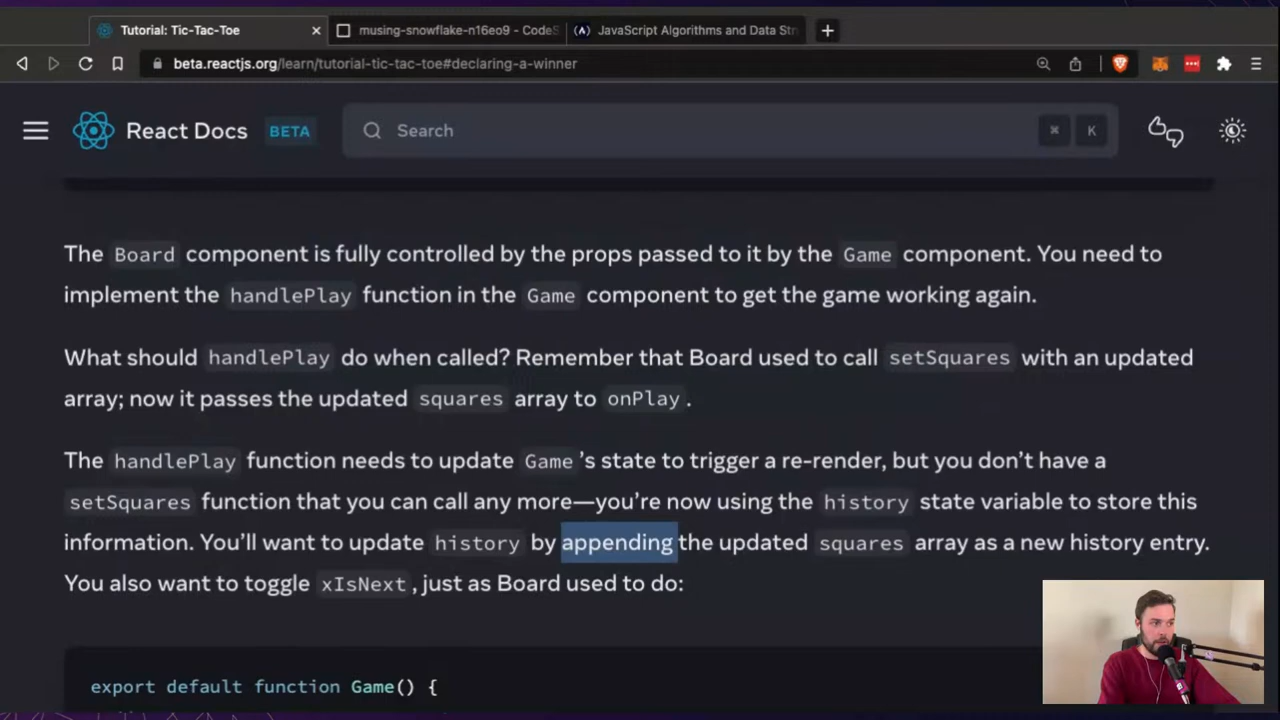 Tutorial: Tic-Tac-Toe
musing-snowflake-n16eo9 - CodeS
JavaScript Algorithms and Data Str
beta.reactjs.org/learn/tutorial-tic-tac-toe#declaring-a-winner
React Docs BETA
Search
⌘ K
The Board component is fully controlled by the props passed to it by the Game component. You need to
implement the handlePlay function in the Game component to get the game working again.
What should handlePlay do when called? Remember that Board used to call setSquares with an updated
array; now it passes the updated squares array to onPlay.
The handlePlay function needs to update Game’s state to trigger a re-render, but you don’t have a
setSquares function that you can call any more—you’re now using the history state variable to store this
information. You’ll want to update history by appending the updated squares array as a new history entry.
You also want to toggle xIsNext, just as Board used to do:
export default function Game() {